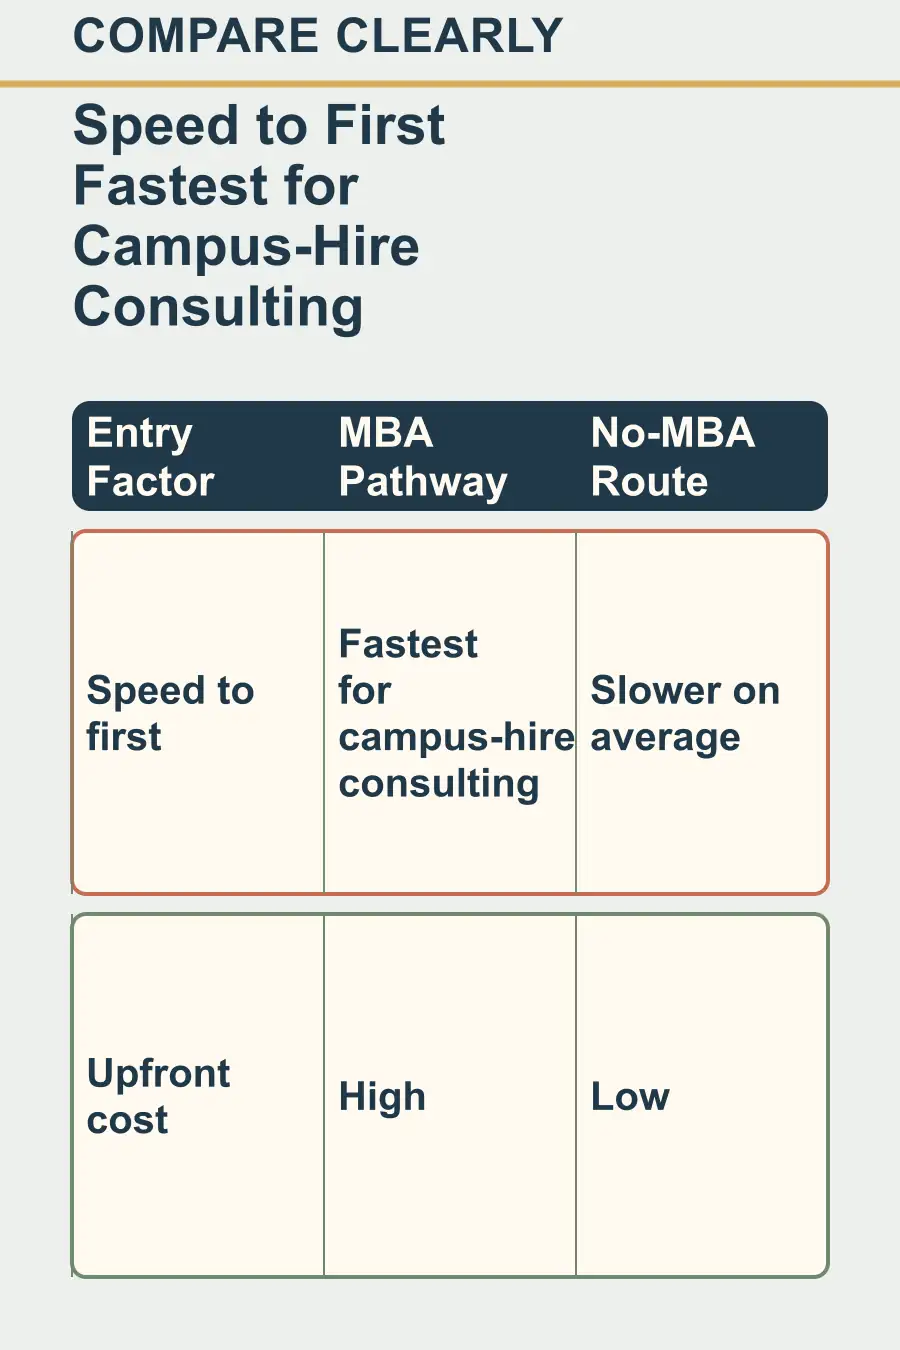 COMPARE CLEARLY
Speed to First
Fastest for
Campus-Hire
Consulting
Entry
Factor
MBA
Pathway
No-MBA
Route
Speed to
first
Fastest
for
campus-hire
consulting
Slower on
average
Upfront
cost
High
Low